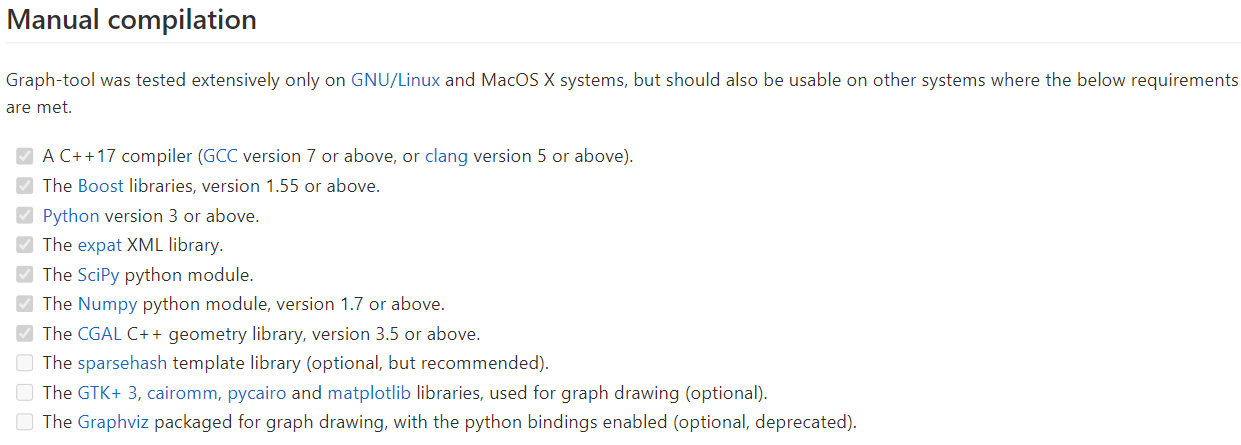 Manual compilation
Graph-tool was tested extensively only on GNU/Linux and MacOS X systems, but should also be usable on other systems where the below requirements
are met.
A C++17 compiler (GCC version 7 or above, or clang version 5 or above).
The Boost libraries, version 1.55 or above.
Python version 3 or above.
The expat XML library.
The SciPy python module.
The Numpy python module, version 1.7 or above.
The CGAL C++ geometry library, version 3.5 or above.
The sparsehash template library (optional, but recommended).
The GTK+ 3, cairomm, pycairo and matplotlib libraries, used for graph drawing (optional).
The Graphviz packaged for graph drawing, with the python bindings enabled (optional, deprecated).